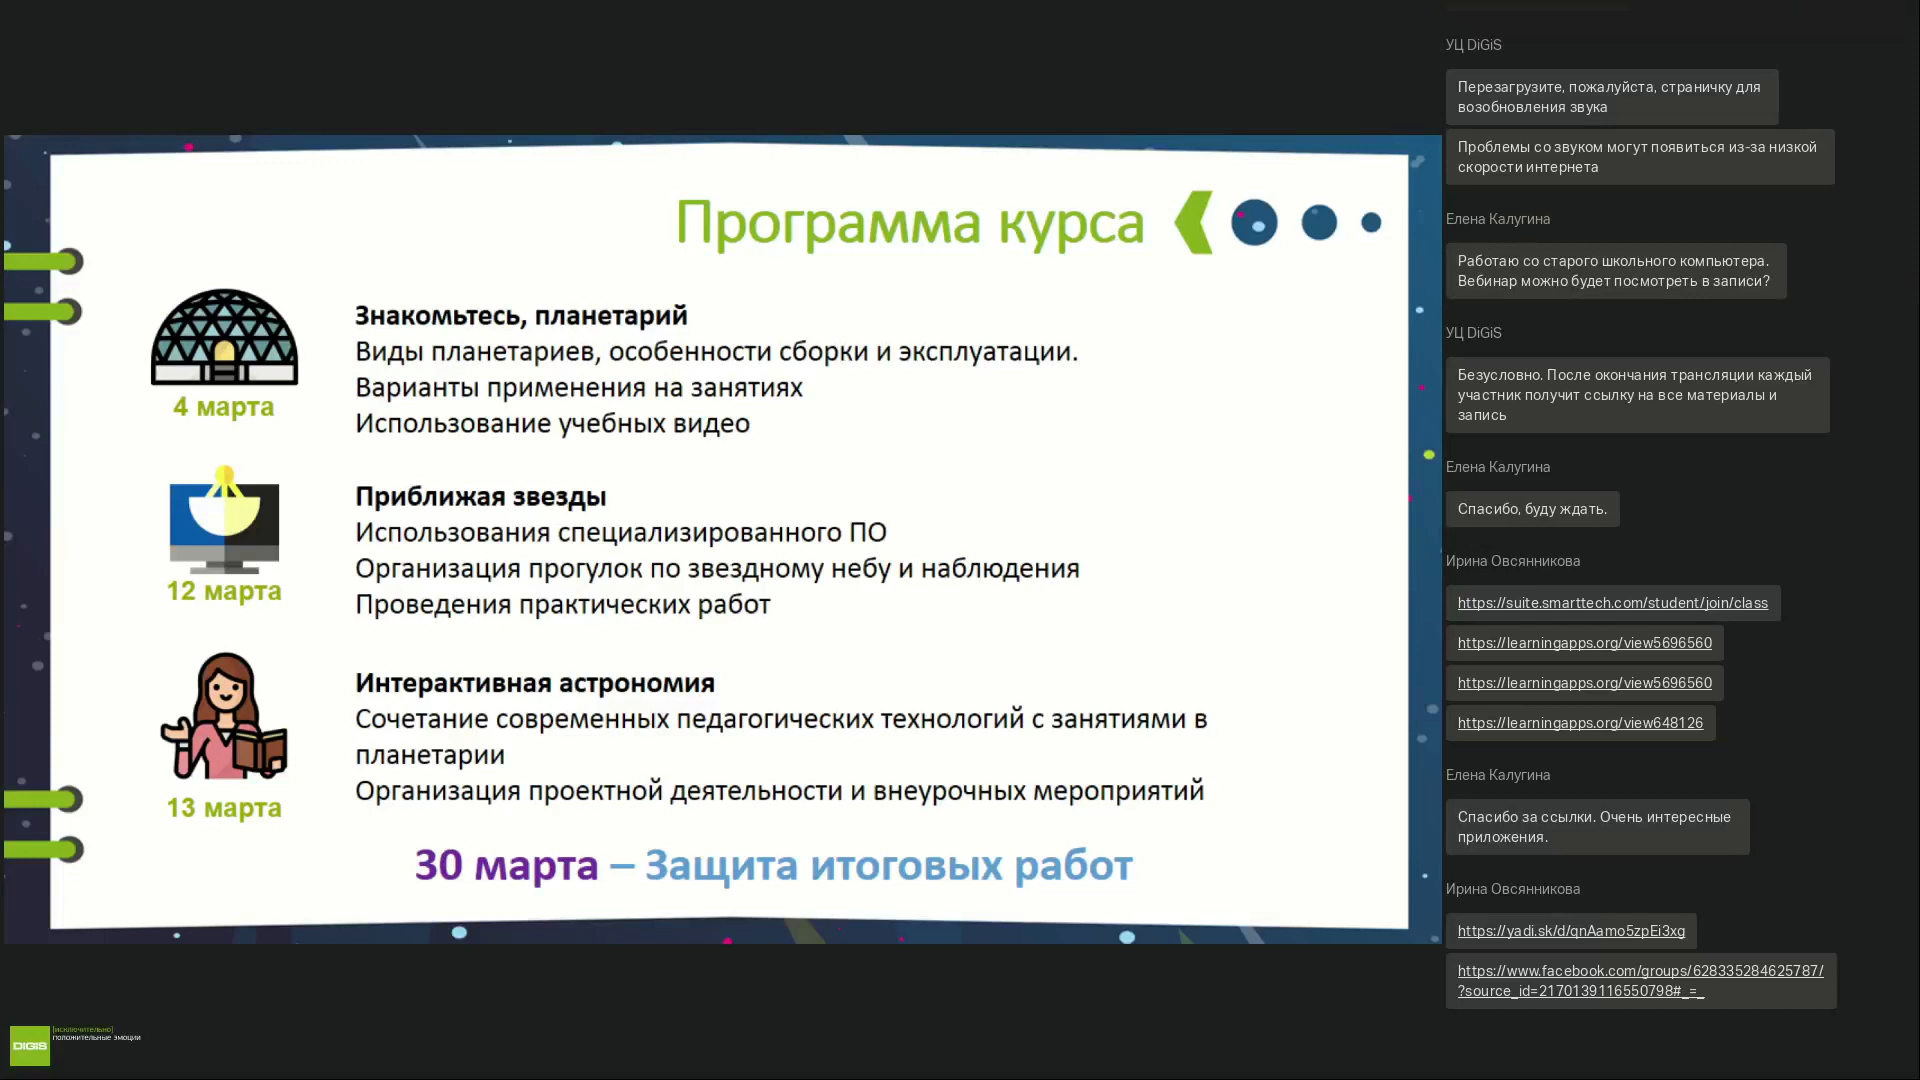 Программа курса
Знакомьтесь, планетарий
Виды планетариев, особенности сборки и эксплуатации.
Варианты применения на занятиях
Использование учебных видео
4 марта
Приближая звезды
Использования специализированного ПО
Организация прогулок по звездному небу и наблюдения
Проведения практических работ
12 марта
Интерактивная астрономия
Сочетание современных педагогических технологий с занятиями в
планетарии
Организация проектной деятельности и внеурочных мероприятий
13 марта
30 марта – Защита итоговых работ
DiGiS
[исключительно]
положительные эмоции
УЦ DiGiS
Перезагрузите, пожалуйста, страничку для
возобновления звука
Проблемы со звуком могут появиться из-за низкой
скорости интернета
Елена Калугина
Работаю со старого школьного компьютера.
Вебинар можно будет посмотреть в записи?
УЦ DiGiS
Безусловно. После окончания трансляции каждый
участник получит ссылку на все материалы и
запись
Елена Калугина
Спасибо, буду ждать.
Ирина Овсянникова
https://suite.smarttech.com/student/join/class
https://learningapps.org/view5696560
https://learningapps.org/view5696560
https://learningapps.org/view648126
Елена Калугина
Спасибо за ссылки. Очень интересные
приложения.
Ирина Овсянникова
https://yadi.sk/d/qnAamo5zpEi3xg
https://www.facebook.com/groups/628335284625787/
?source_id=2170139116550798#_=_